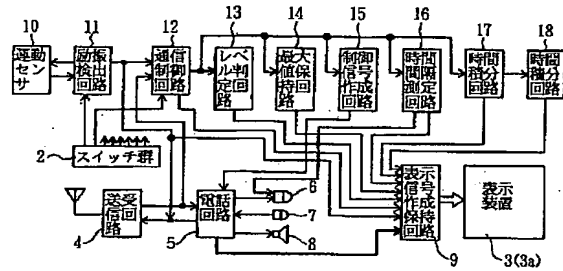 10
運動センサ
11
励振検出回路
12
通信制御回路
13
レベル判定回路
14
最大値保持回路
15
制御信号作成回路
16
時間間隔測定回路
17
時間積分回路
18
時間積分回路
2
スイッチ群
4
送受信回路
5
電話回路
6
7
8
表示信号作成保持回路
9
表示装置
3(3a)